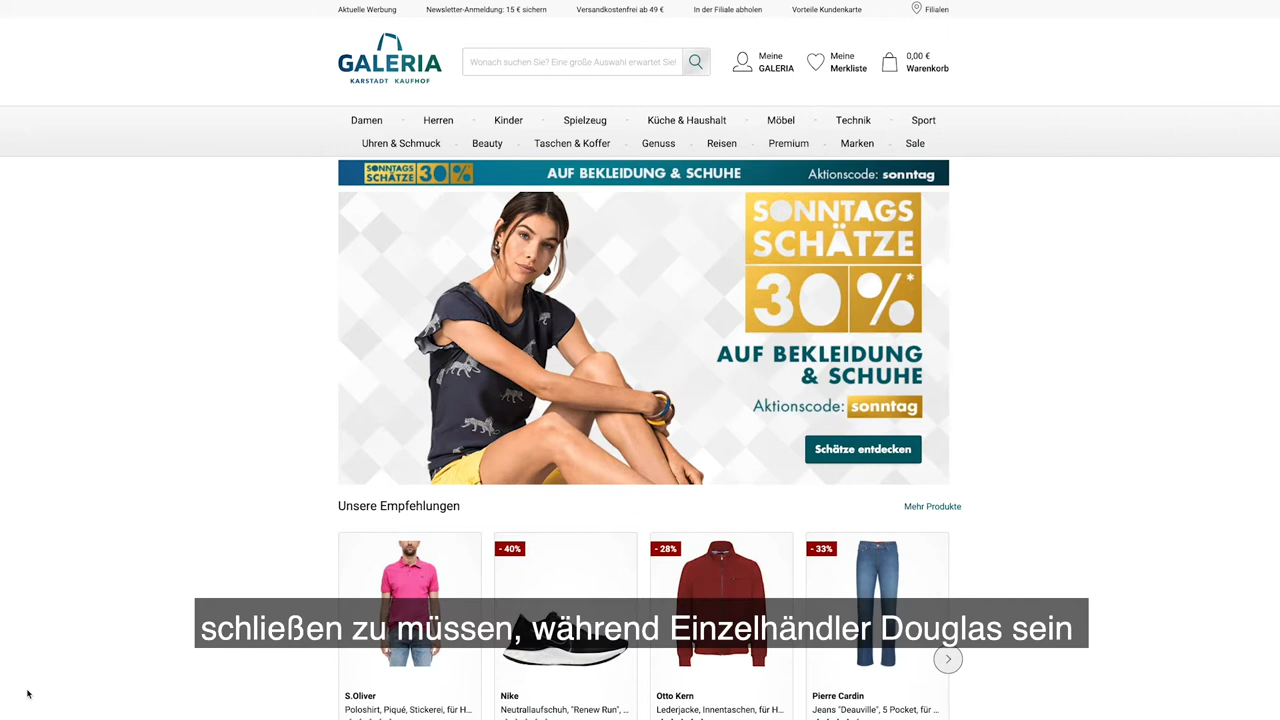 Aktuelle Werbung
Newsletter-Anmeldung: 15 € sichern
Versandkostenfrei ab 49 €
In der Filiale abholen
Vorteile Kundenkarte
Filialen
GALERIA
KARSTADT KAUFHOF
Wonach suchen Sie? Eine große Auswahl erwartet Sie!
Meine
GALERIA
Meine
Merkliste
0,00 €
Warenkorb
Damen Herren Kinder Spielzeug Küche & Haushalt Möbel Technik Sport
Uhren & Schmuck Beauty Taschen & Koffer Genuss Reisen Premium Marken Sale
SONNTAGS
SCHÄTZE
30%
AUF BEKLEIDUNG & SCHUHE
Aktionscode: sonntag
SONNTAGS
SCHÄTZE
30%*
AUF BEKLEIDUNG
& SCHUHE
Aktionscode: sonntag
Schätze entdecken
Unsere Empfehlungen
Mehr Produkte
- 40%
- 28%
- 33%
schließen zu müssen, während Einzelhändler Douglas sein
S.Oliver
Poloshirt, Piqué, Stickerei, für H...
Nike
Neutrallaufschuh, "Renew Run", ...
Otto Kern
Lederjacke, Innentaschen, für H...
Pierre Cardin
Jeans "Deauville", 5 Pocket, für ...